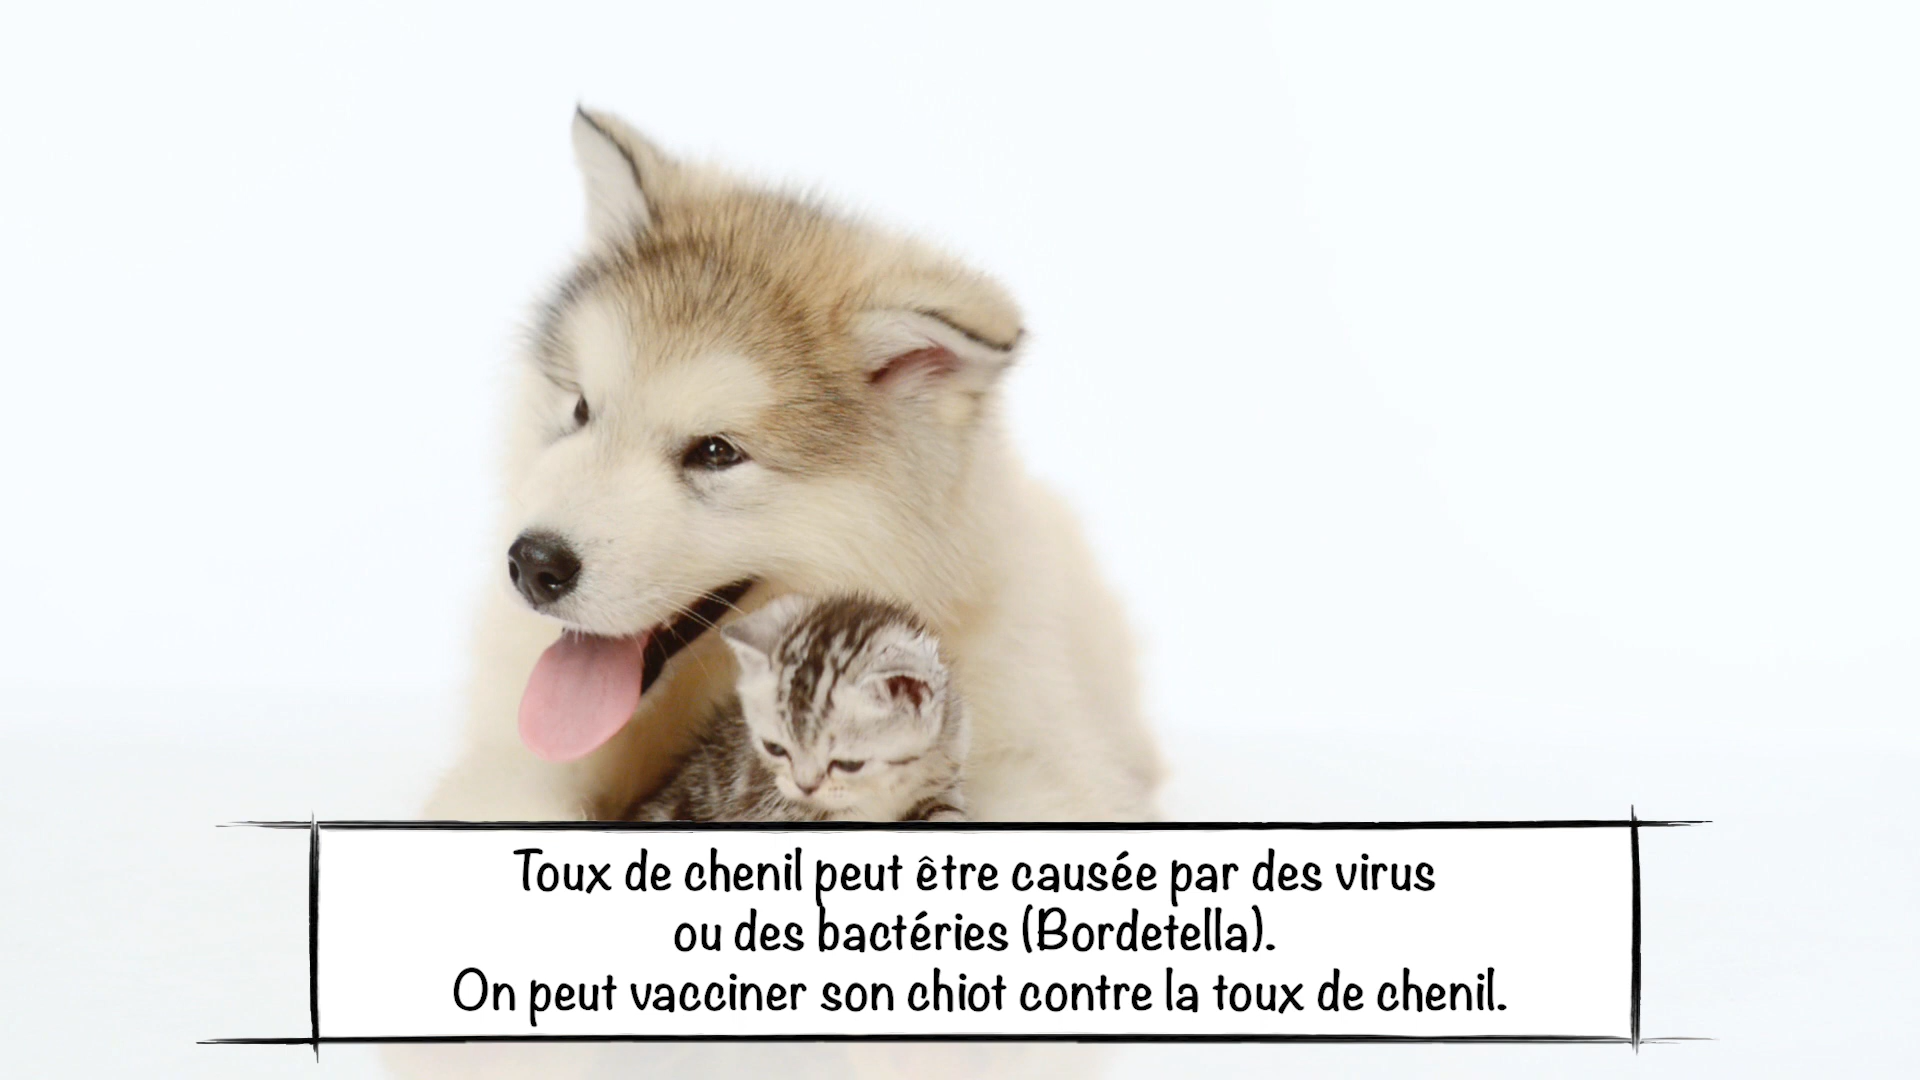 Toux de chenil peut être causée par des virus
ou des bactéries (Bordetella).
On peut vacciner son chiot contre la toux de chenil.